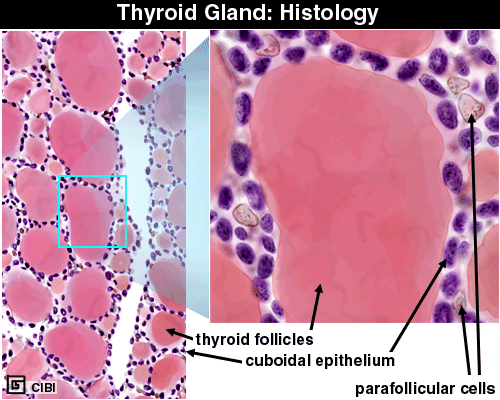 Thyroid Gland: Histology
thyroid follicles
cuboidal epithelium
parafollicular cells
CIBI